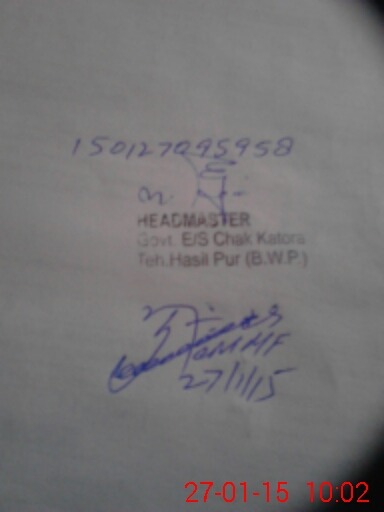 150127095958
HEADMASTER
Govt. E/S Chak Katora
Teh.Hasil Pur (B.W.P.)
27/1/15
27-01-15 10:02